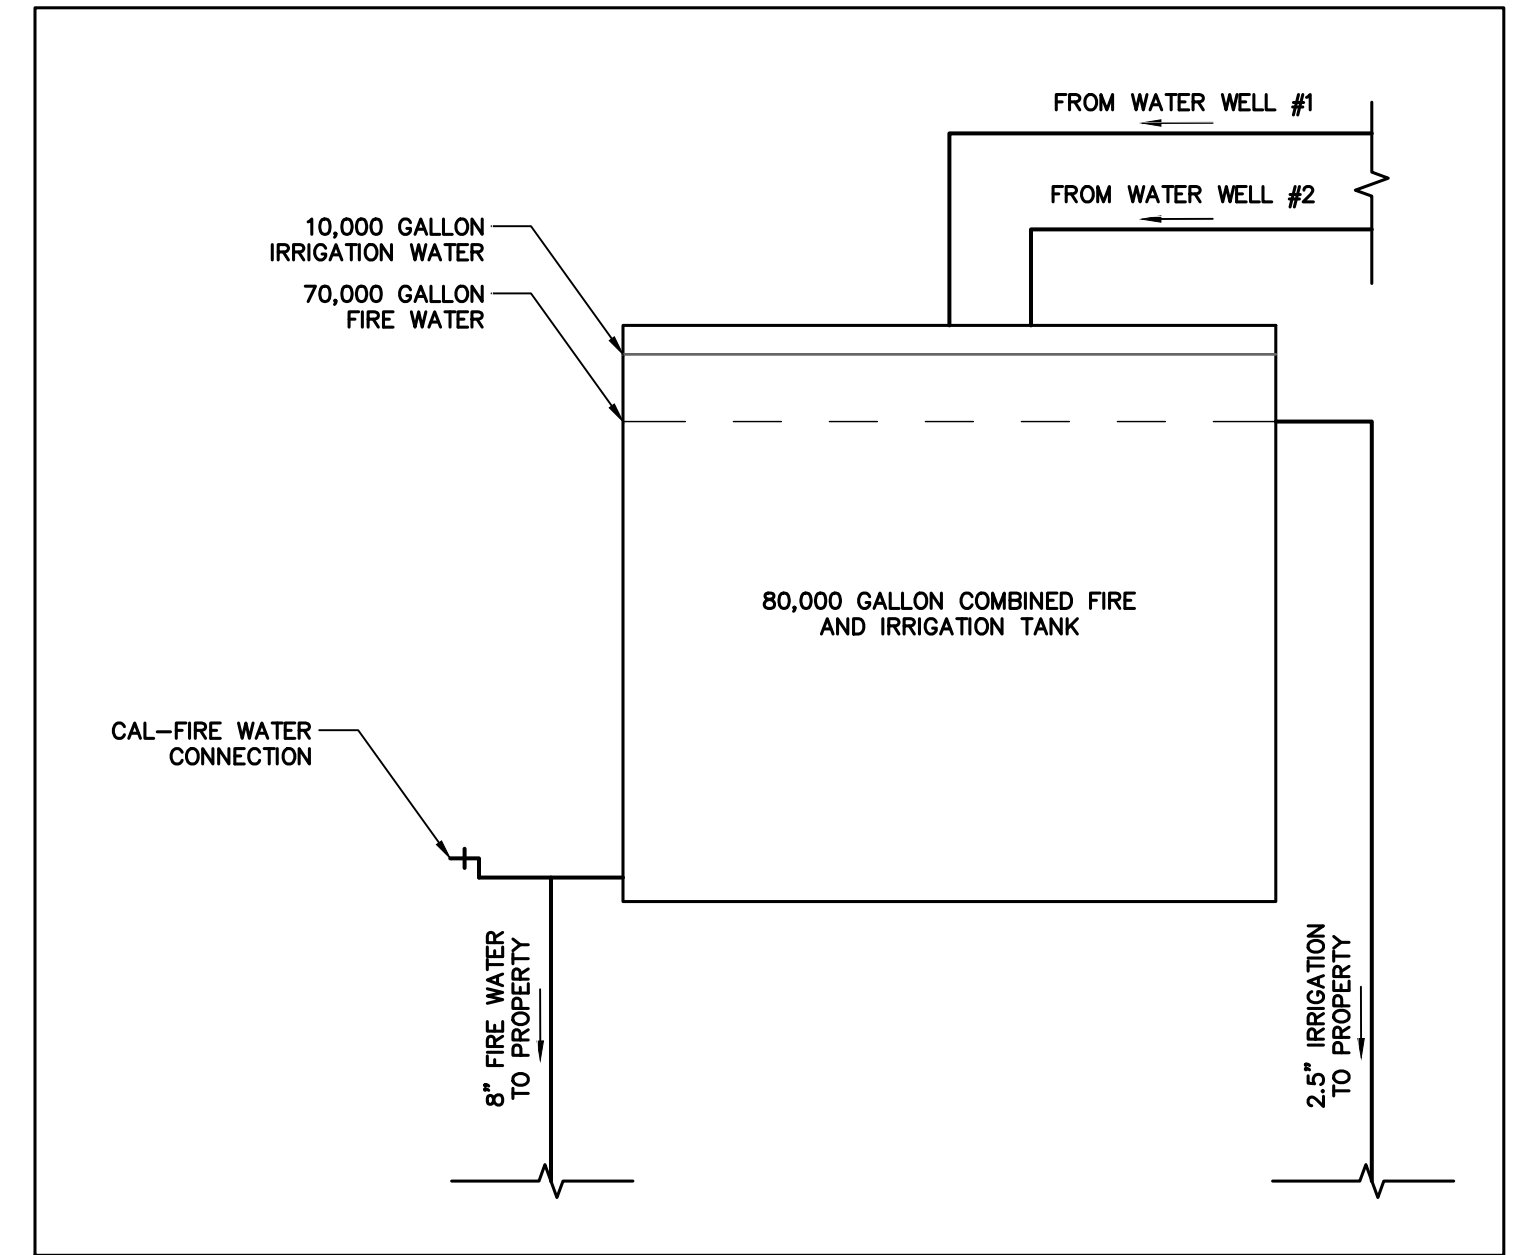 FROM WATER WELL #1
FROM WATER WELL #2
10,000 GALLON
IRRIGATION WATER
70,000 GALLON
FIRE WATER
80,000 GALLON COMBINED FIRE
AND IRRIGATION TANK
CAL-FIRE WATER
CONNECTION
8" FIRE WATER
TO PROPERTY
2.5" IRRIGATION
TO PROPERTY